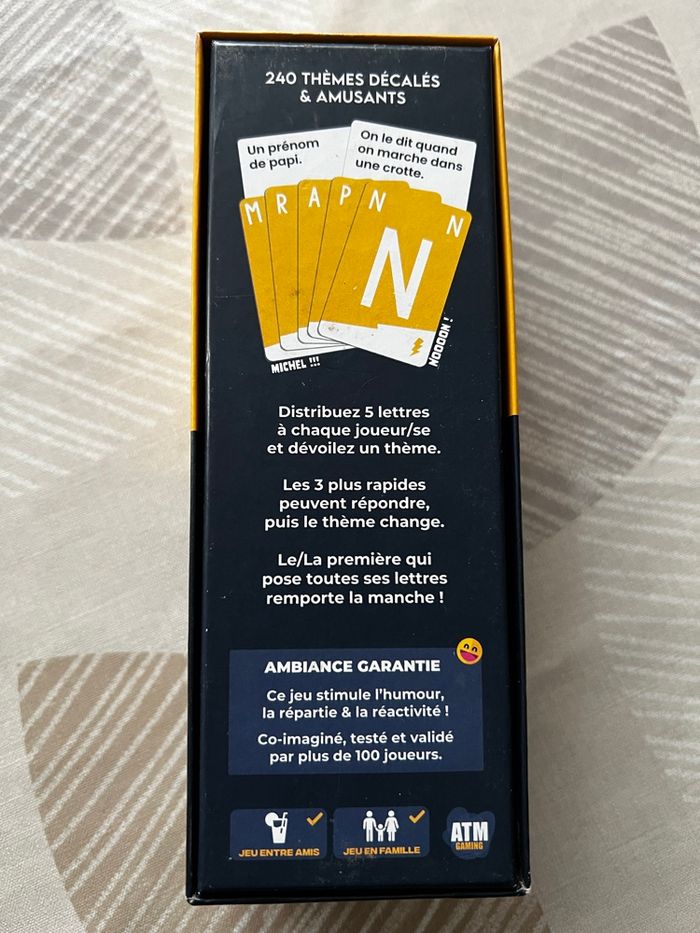 240 THÈMES DÉCALÉS
& AMUSANTS
Un prénom
de papi.
On le dit quand
on marche dans
une crotte.
M R A P N N
N
MICHEL !!!
NOOOON !
Distribuez 5 lettres
à chaque joueur/se
et dévoilez un thème.
Les 3 plus rapides
peuvent répondre,
puis le thème change.
Le/La première qui
pose toutes ses lettres
remporte la manche !
AMBIANCE GARANTIE
Ce jeu stimule l'humour,
la répartie & la réactivité !
Co-imaginé, testé et validé
par plus de 100 joueurs.
JEU ENTRE AMIS
JEU EN FAMILLE
ATM
GAMING